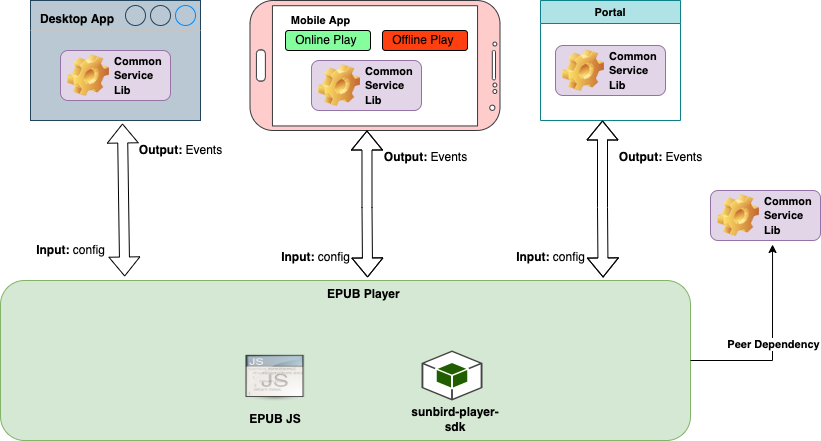 Desktop App
Common
Service
Lib
Mobile App
Online Play
Offline Play
Common
Service
Lib
Portal
Common
Service
Lib
Output: Events
Output: Events
Output: Events
Input: config
Input: config
Input: config
Common
Service
Lib
EPUB Player
Peer Dependency
JS
JS
EPUB JS
sunbird-player-
sdk